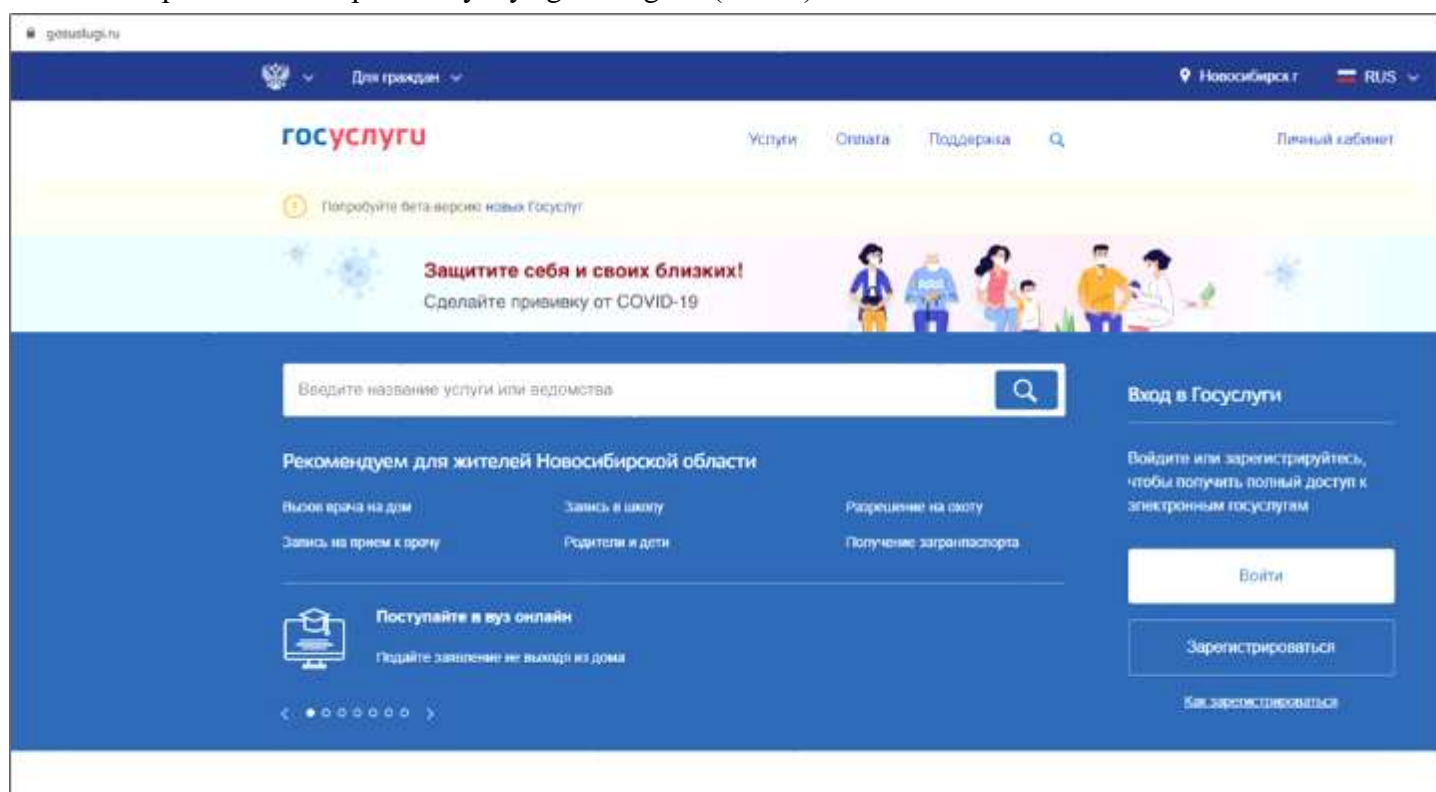 gosuslugi.ru
Для граждан
Новосибирск г
RUS
госуслуги
Услуги
Оплата
Поддержка
Личный кабинет
Попробуйте бета-версию новых Госуслуг
Защитите себя и своих близких!
Сделайте прививку от COVID-19
Введите название услуги или ведомства
Рекомендуем для жителей Новосибирской области
Вызов врача на дом
Запись в школу
Разрешение на охоту
Запись на прием к врачу
Родители и дети
Получение загранпаспорта
Поступайте в вуз онлайн
Подайте заявление не выходя из дома
Вход в Госуслуги
Войдите или зарегистрируйтесь,
чтобы получить полный доступ к
электронным госуслугам
Войти
Зарегистрироваться
Как зарегистрироваться